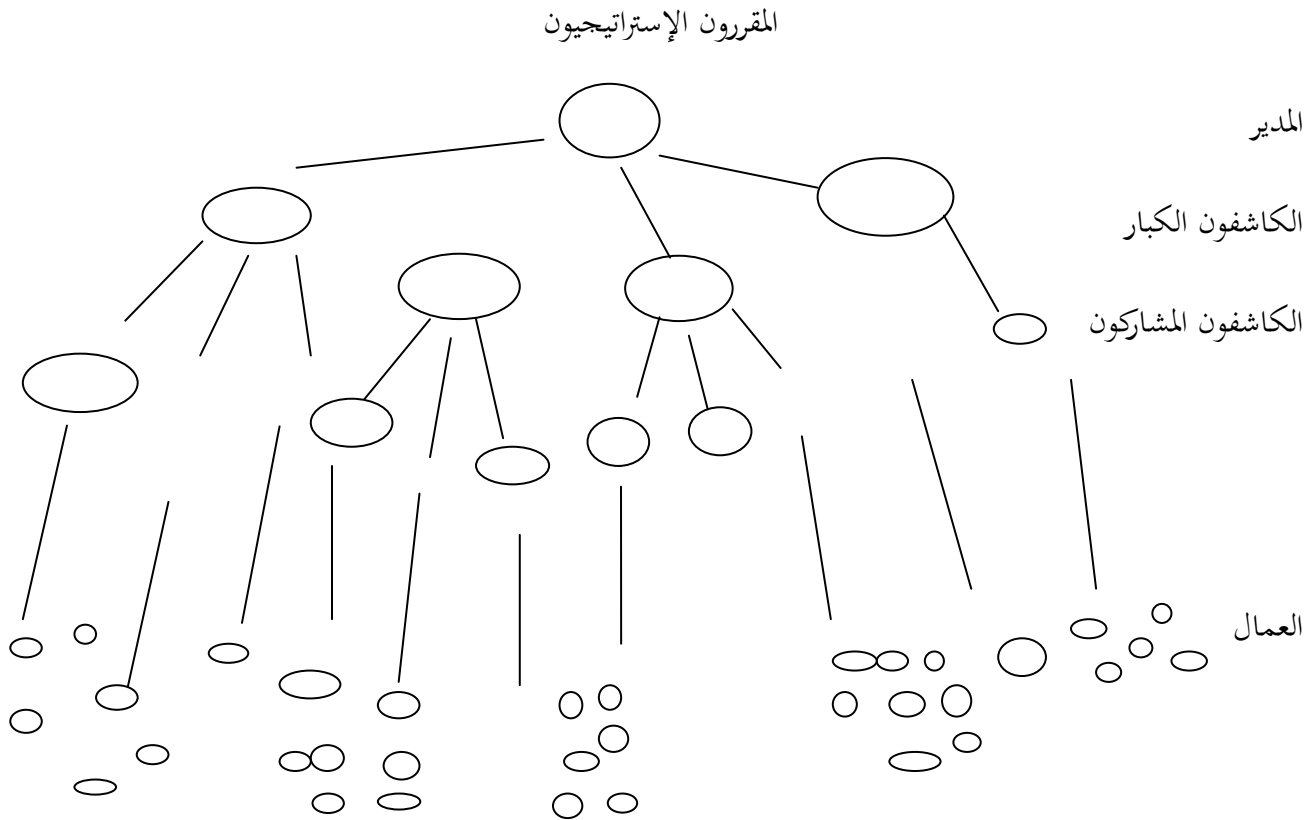 المقررون الإستراتيجيون
المدير
الكاشفون الكبار
الكاشفون المشاركون
العمال